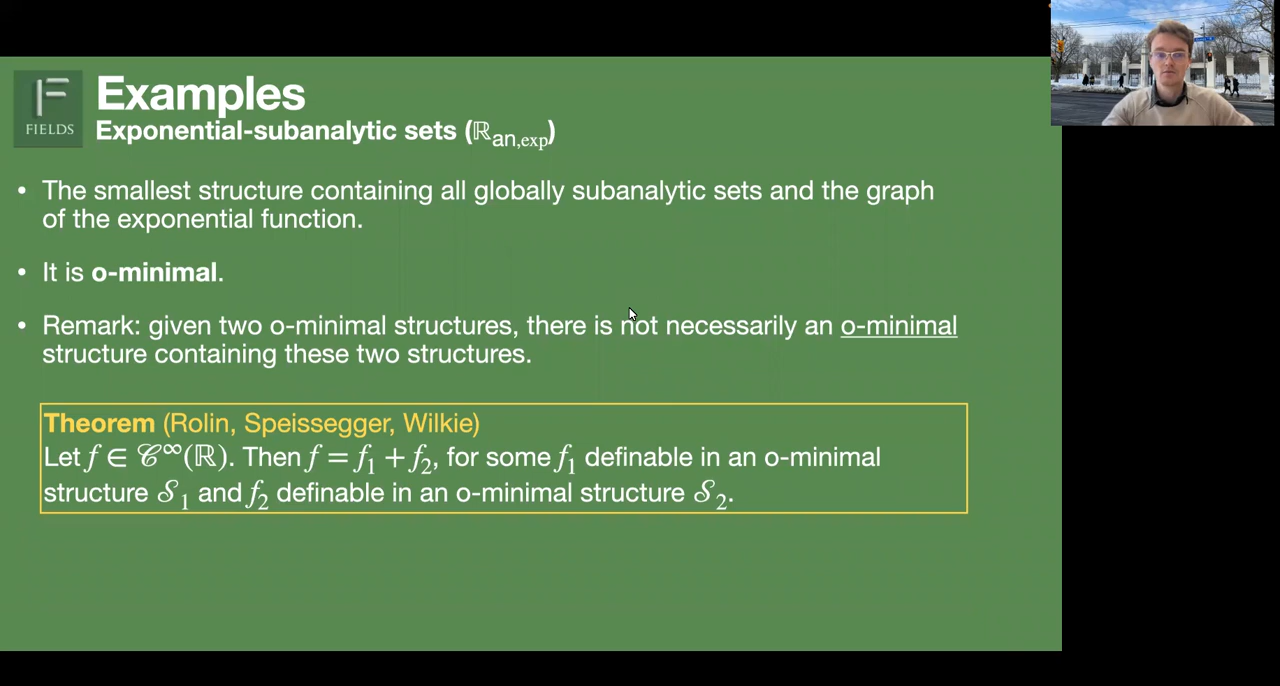 FIELDS
Examples
Exponential-subanalytic sets (ℝan,exp)
• The smallest structure containing all globally subanalytic sets and the graph
of the exponential function.
• It is o-minimal.
• Remark: given two o-minimal structures, there is not necessarily an o-minimal
structure containing these two structures.
Theorem (Rolin, Speissegger, Wilkie)
Let f ∈ 𝒞∞(ℝ). Then f = f₁ + f₂, for some f₁ definable in an o-minimal
structure 𝒮₁ and f₂ definable in an o-minimal structure 𝒮₂.